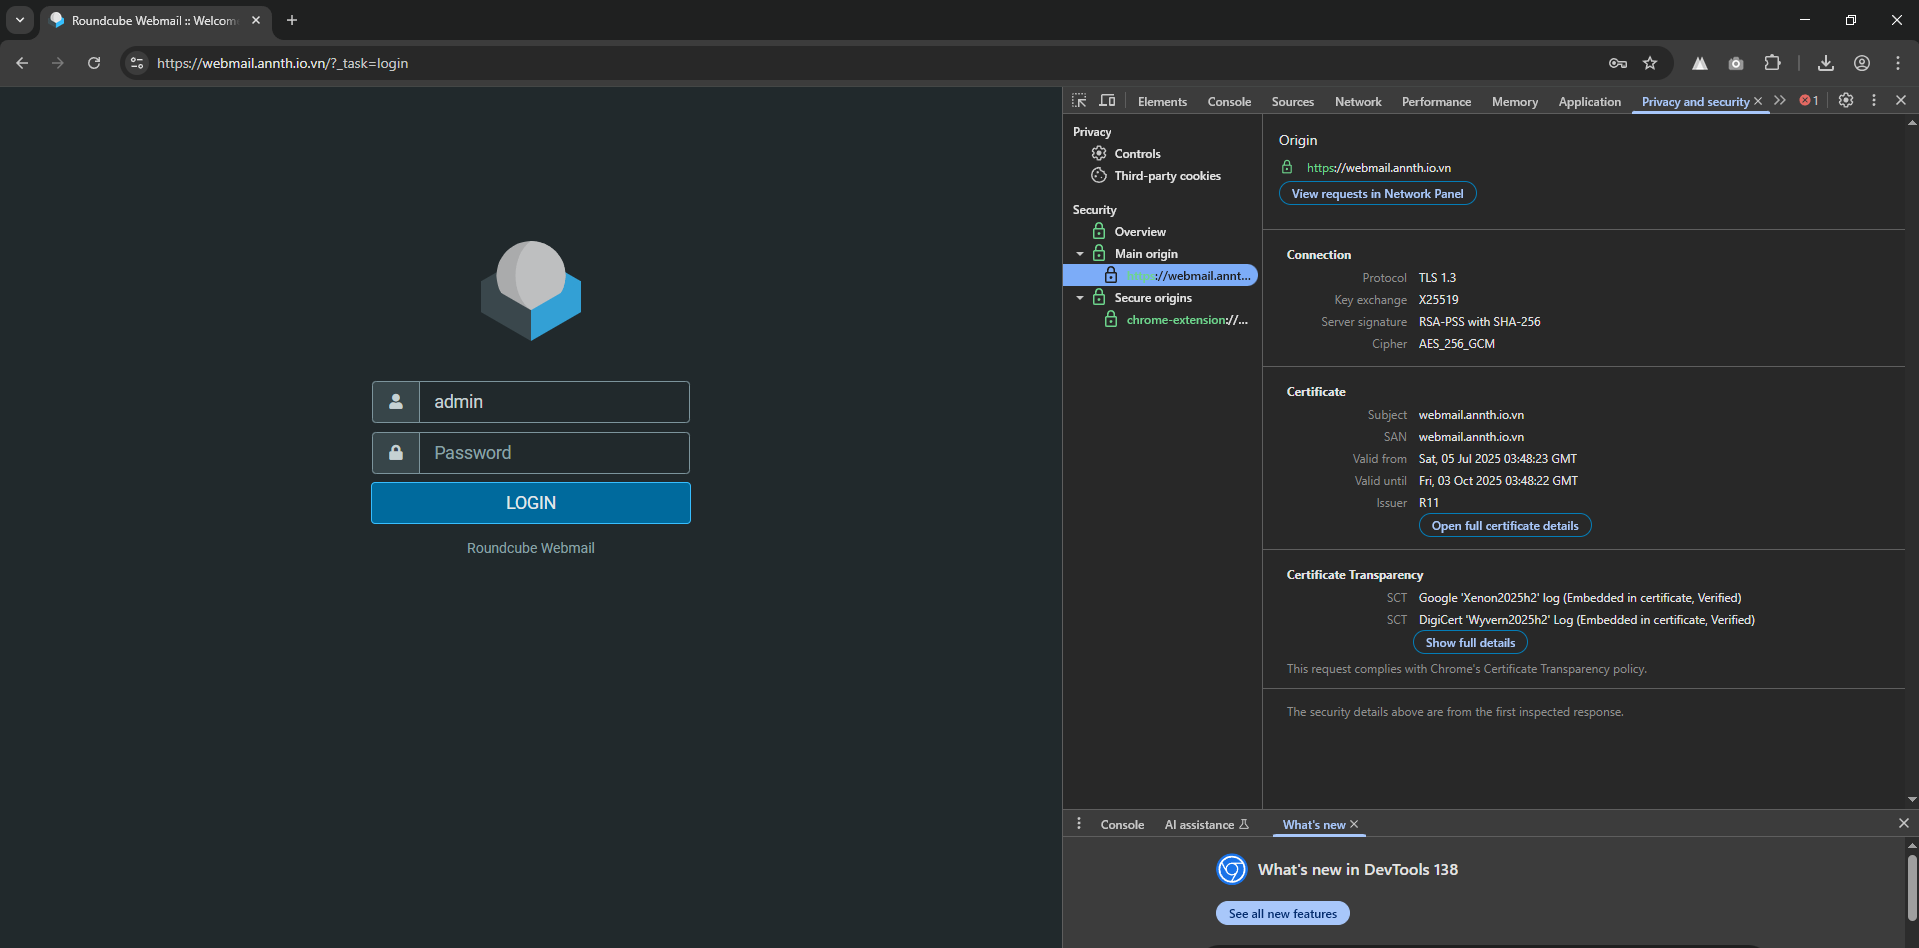 Roundcube Webmail :: Welcome
https://webmail.annth.io.vn/?_task=login
admin
Password
LOGIN
Roundcube Webmail
Elements
Console
Sources
Network
Performance
Memory
Application
Privacy and security
1
Privacy
Controls
Third-party cookies
Security
Overview
Main origin
https://webmail.annt...
Secure origins
chrome-extension://...
Origin
https://webmail.annth.io.vn
View requests in Network Panel
Connection
Protocol TLS 1.3
Key exchange X25519
Server signature RSA-PSS with SHA-256
Cipher AES_256_GCM
Certificate
Subject webmail.annth.io.vn
SAN webmail.annth.io.vn
Valid from Sat, 05 Jul 2025 03:48:23 GMT
Valid until Fri, 03 Oct 2025 03:48:22 GMT
Issuer R11
Open full certificate details
Certificate Transparency
SCT Google 'Xenon2025h2' log (Embedded in certificate, Verified)
SCT DigiCert 'Wyvern2025h2' Log (Embedded in certificate, Verified)
Show full details
This request complies with Chrome's Certificate Transparency policy.
The security details above are from the first inspected response.
Console
AI assistance
What's new
What's new in DevTools 138
See all new features